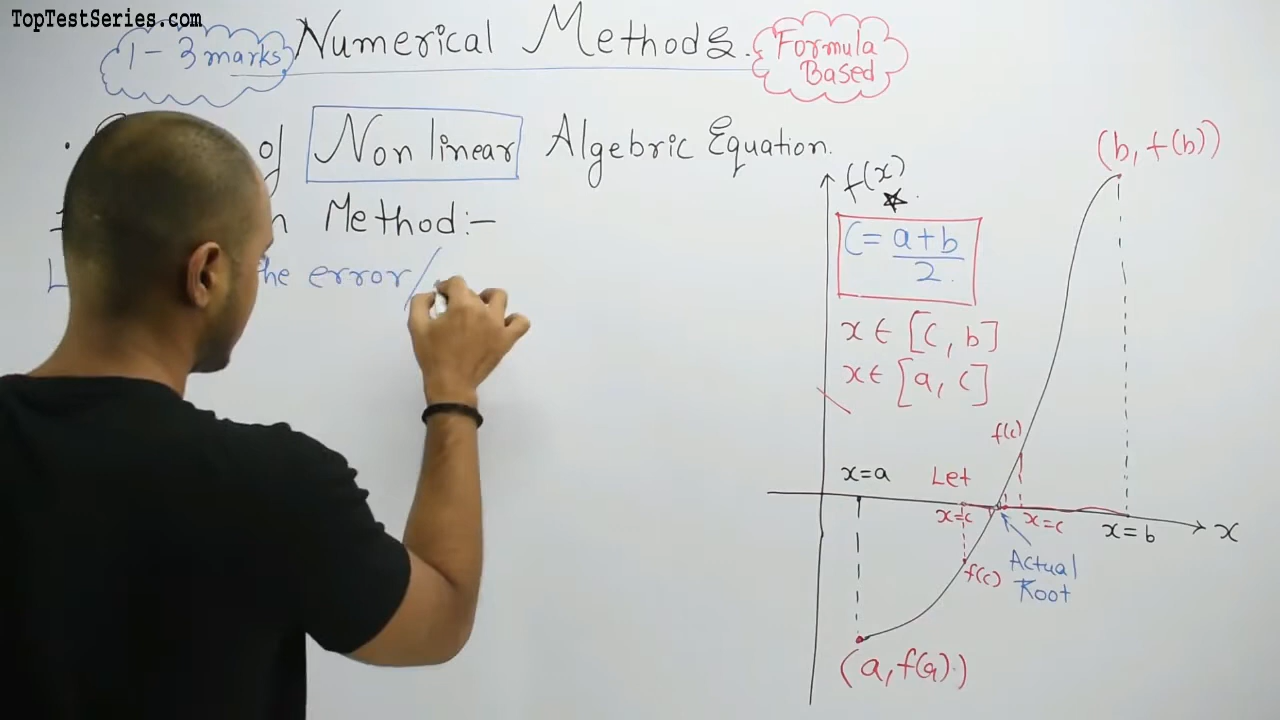 TopTestSeries.com
1-3 marks
Numerical Methods.
Formula
Based
of Nonlinear Algebric Equation.
Method:-
the error/
(b, f(b))
f(x)
C = a+b
2
x ∈ [c, b]
x ∈ [a, c]
f(c)
x=a
Let
x=c
x=c
x=b
x
Actual
Root
f(c)
(a, f(a))